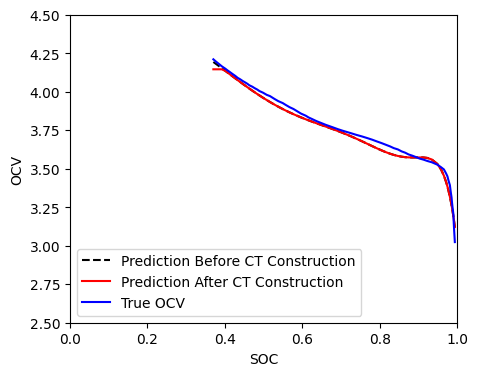 4.50
4.25
4.00
3.75
3.50
3.25
3.00
2.75
2.50
OCV
Prediction Before CT Construction
Prediction After CT Construction
True OCV
0.0 0.2 0.4 0.6 0.8 1.0
SOC